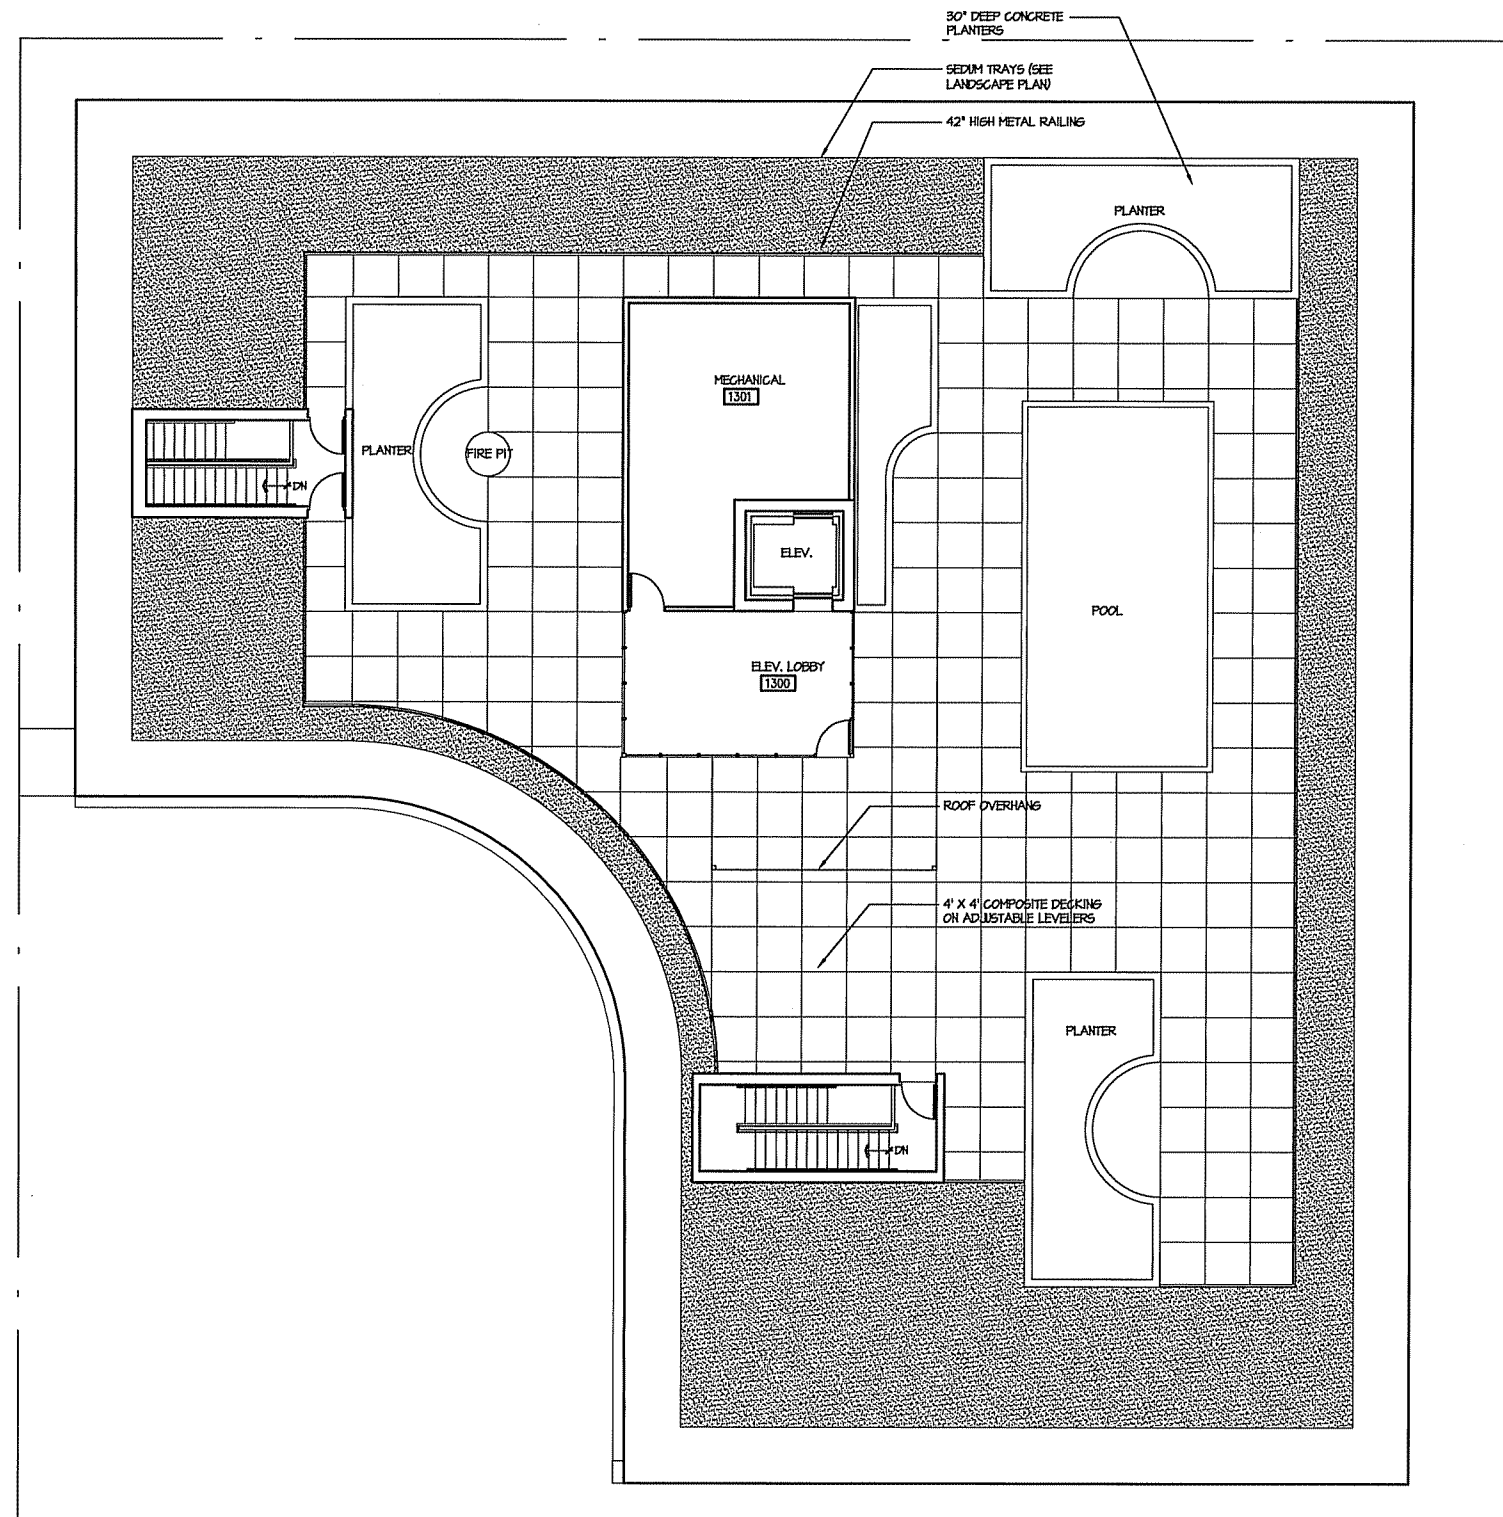 30" DEEP CONCRETE
PLANTERS
SEDUM TRAYS (SEE
LANDSCAPE PLAN)
42" HIGH METAL RAILING
PLANTER
MECHANICAL
1301
PLANTER
FIRE PIT
DN
ELEV.
POOL
ELEV. LOBBY
1300
ROOF OVERHANG
4' X 4' COMPOSITE DECKING
ON ADJUSTABLE LEVELERS
PLANTER
DN